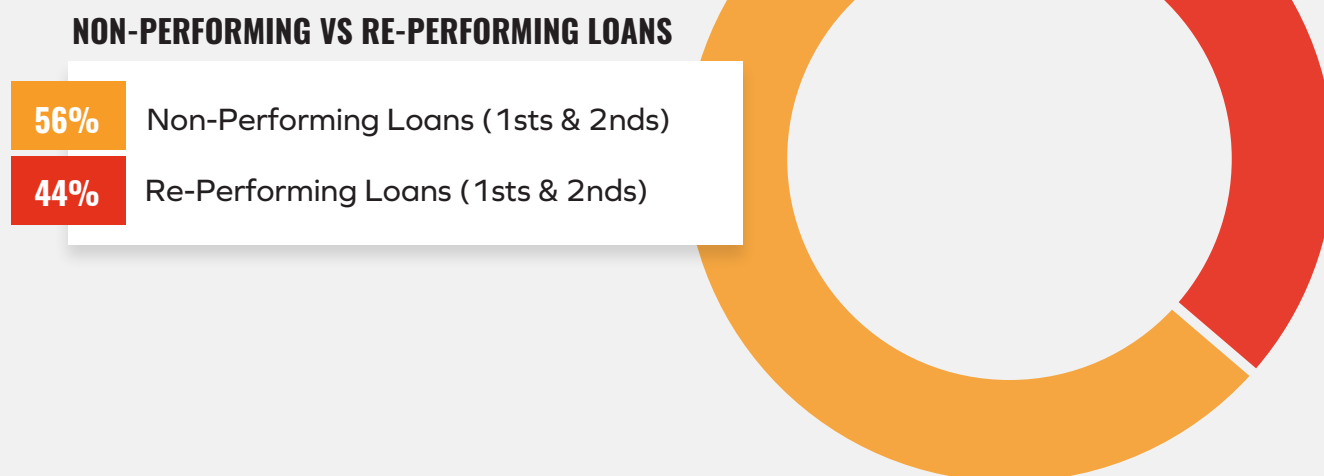 NON-PERFORMING VS RE-PERFORMING LOANS
56% Non-Performing Loans (1sts & 2nds)
44% Re-Performing Loans (1sts & 2nds)